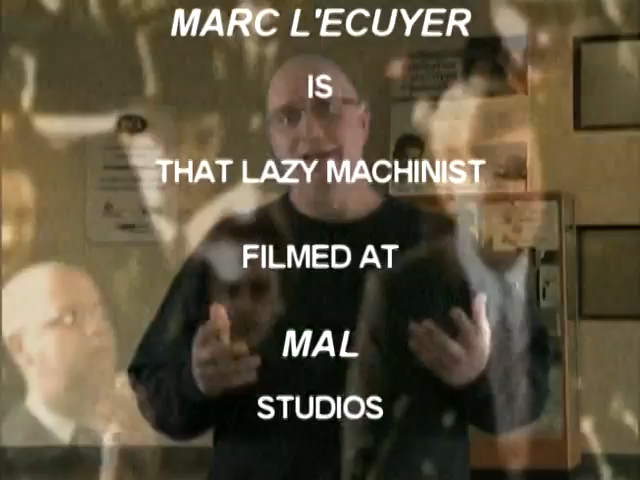 MARC L'ECUYER
IS
THAT LAZY MACHINIST
FILMED AT
MAL
STUDIOS